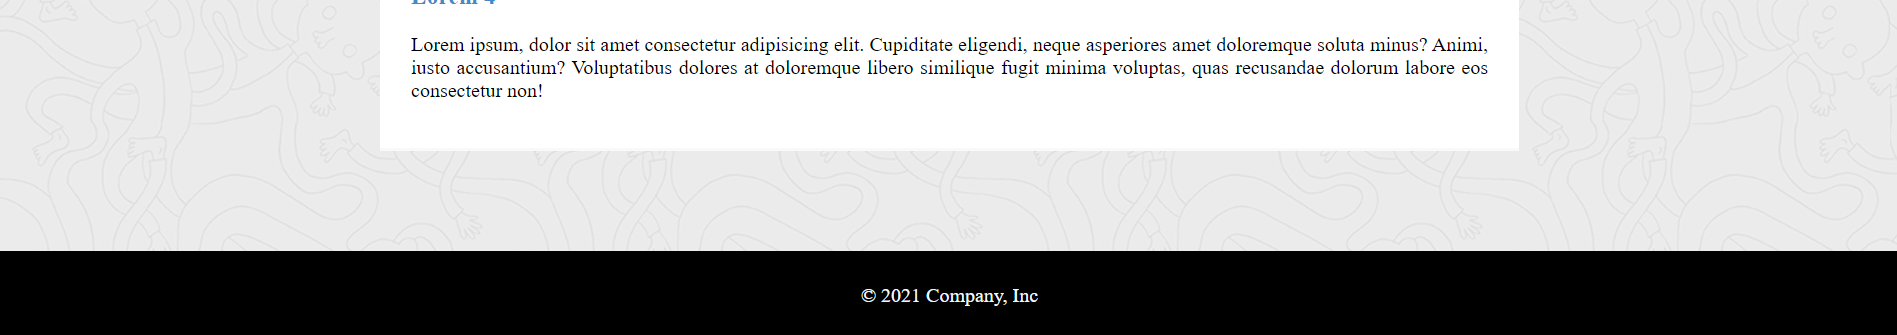 Lorem 4
Lorem ipsum, dolor sit amet consectetur adipisicing elit. Cupiditate eligendi, neque asperiores amet doloremque soluta minus? Animi,
iusto accusantium? Voluptatibus dolores at doloremque libero similique fugit minima voluptas, quas recusandae dolorum labore eos
consectetur non!
© 2021 Company, Inc